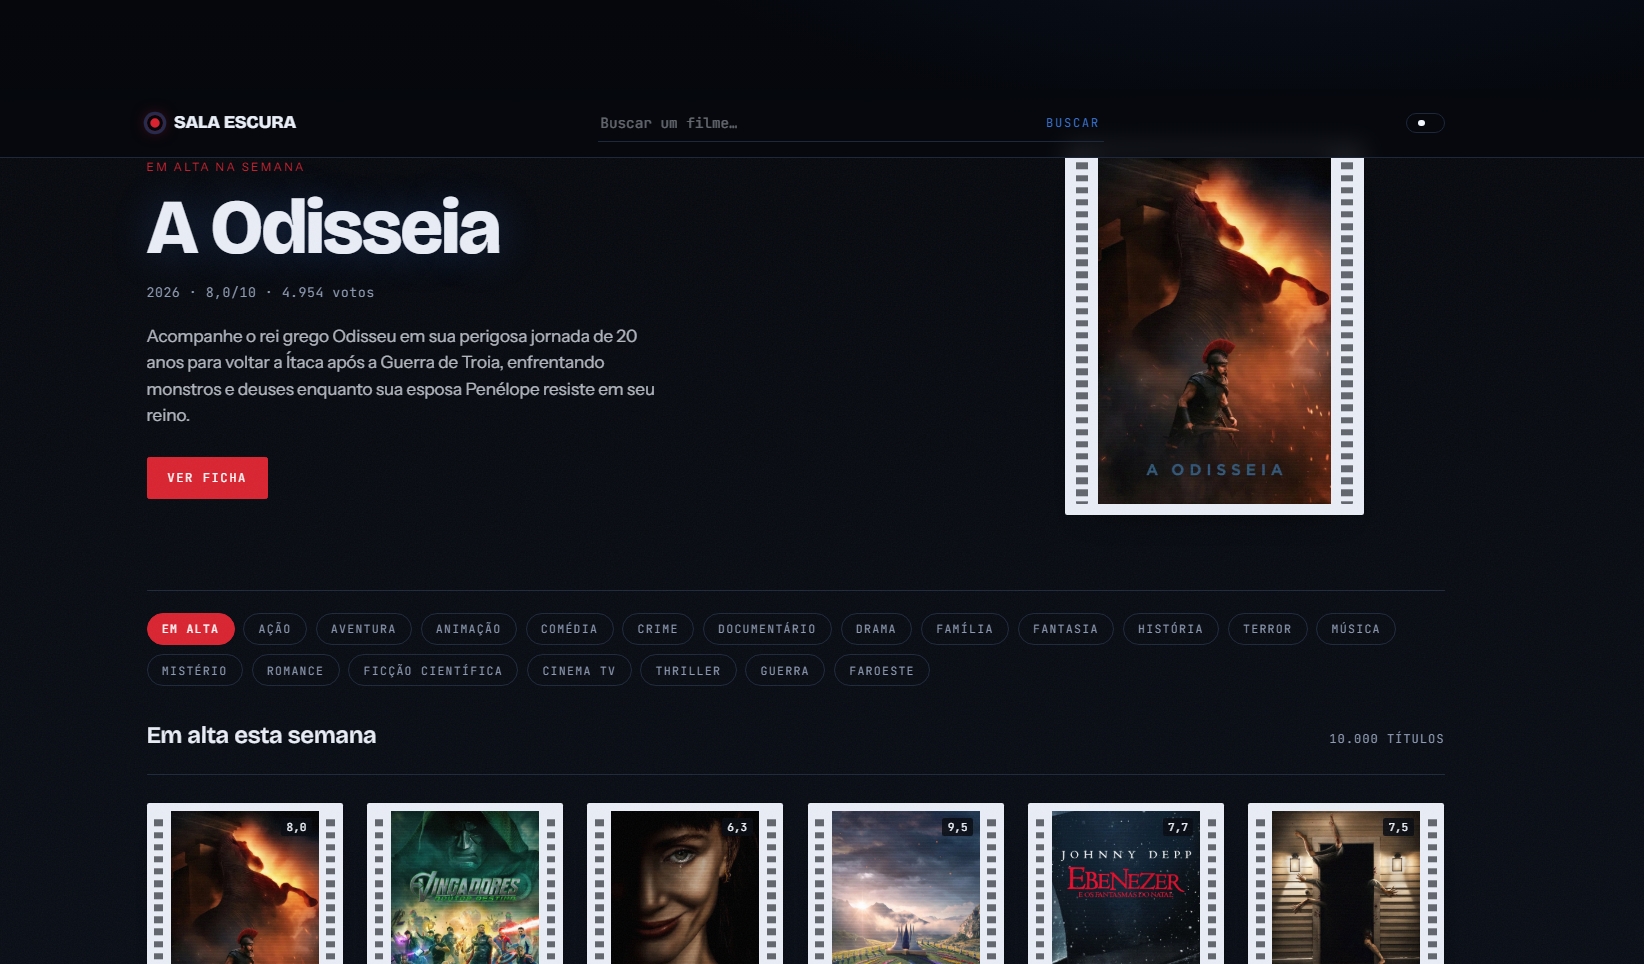 SALA ESCURA
Buscar um filme…
BUSCAR
EM ALTA NA SEMANA
A Odisseia
2026 · 8,0/10 · 4.954 votos
Acompanhe o rei grego Odisseu em sua perigosa jornada de 20
anos para voltar a Ítaca após a Guerra de Troia, enfrentando
monstros e deuses enquanto sua esposa Penélope resiste em seu
reino.
VER FICHA
A ODISSEIA
EM ALTA
AÇÃO
AVENTURA
ANIMAÇÃO
COMÉDIA
CRIME
DOCUMENTÁRIO
DRAMA
FAMÍLIA
FANTASIA
HISTÓRIA
TERROR
MÚSICA
MISTÉRIO
ROMANCE
FICÇÃO CIENTÍFICA
CINEMA TV
THRILLER
GUERRA
FAROESTE
Em alta esta semana
10.000 TÍTULOS
8,0
VINGADORES
6,3
9,5
7,7
JOHNNY DEPP
EBENEZER
E OS FANTASMAS DO NATAL
7,5